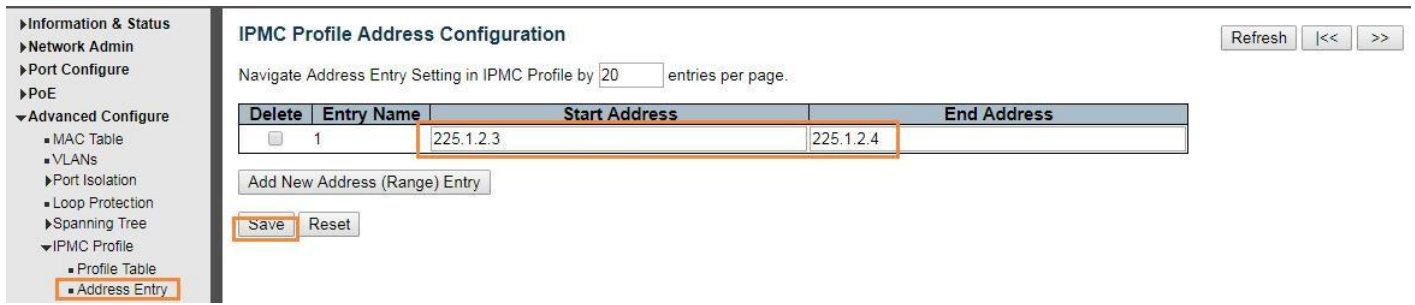 ▶Information & Status
▶Network Admin
▶Port Configure
▶PoE
▼Advanced Configure
▪ MAC Table
▪ VLANs
▶Port Isolation
▪ Loop Protection
▶Spanning Tree
▼IPMC Profile
▪ Profile Table
▪ Address Entry
IPMC Profile Address Configuration
Refresh |<< >>
Navigate Address Entry Setting in IPMC Profile by 20 entries per page.
Delete Entry Name Start Address End Address
1 225.1.2.3 225.1.2.4
Add New Address (Range) Entry
Save Reset